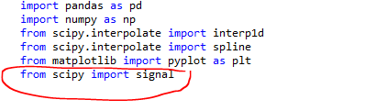 import pandas as pd
import numpy as np
from scipy.interpolate import interp1d
from scipy.interpolate import spline
from matplotlib import pyplot as plt
from scipy import signal